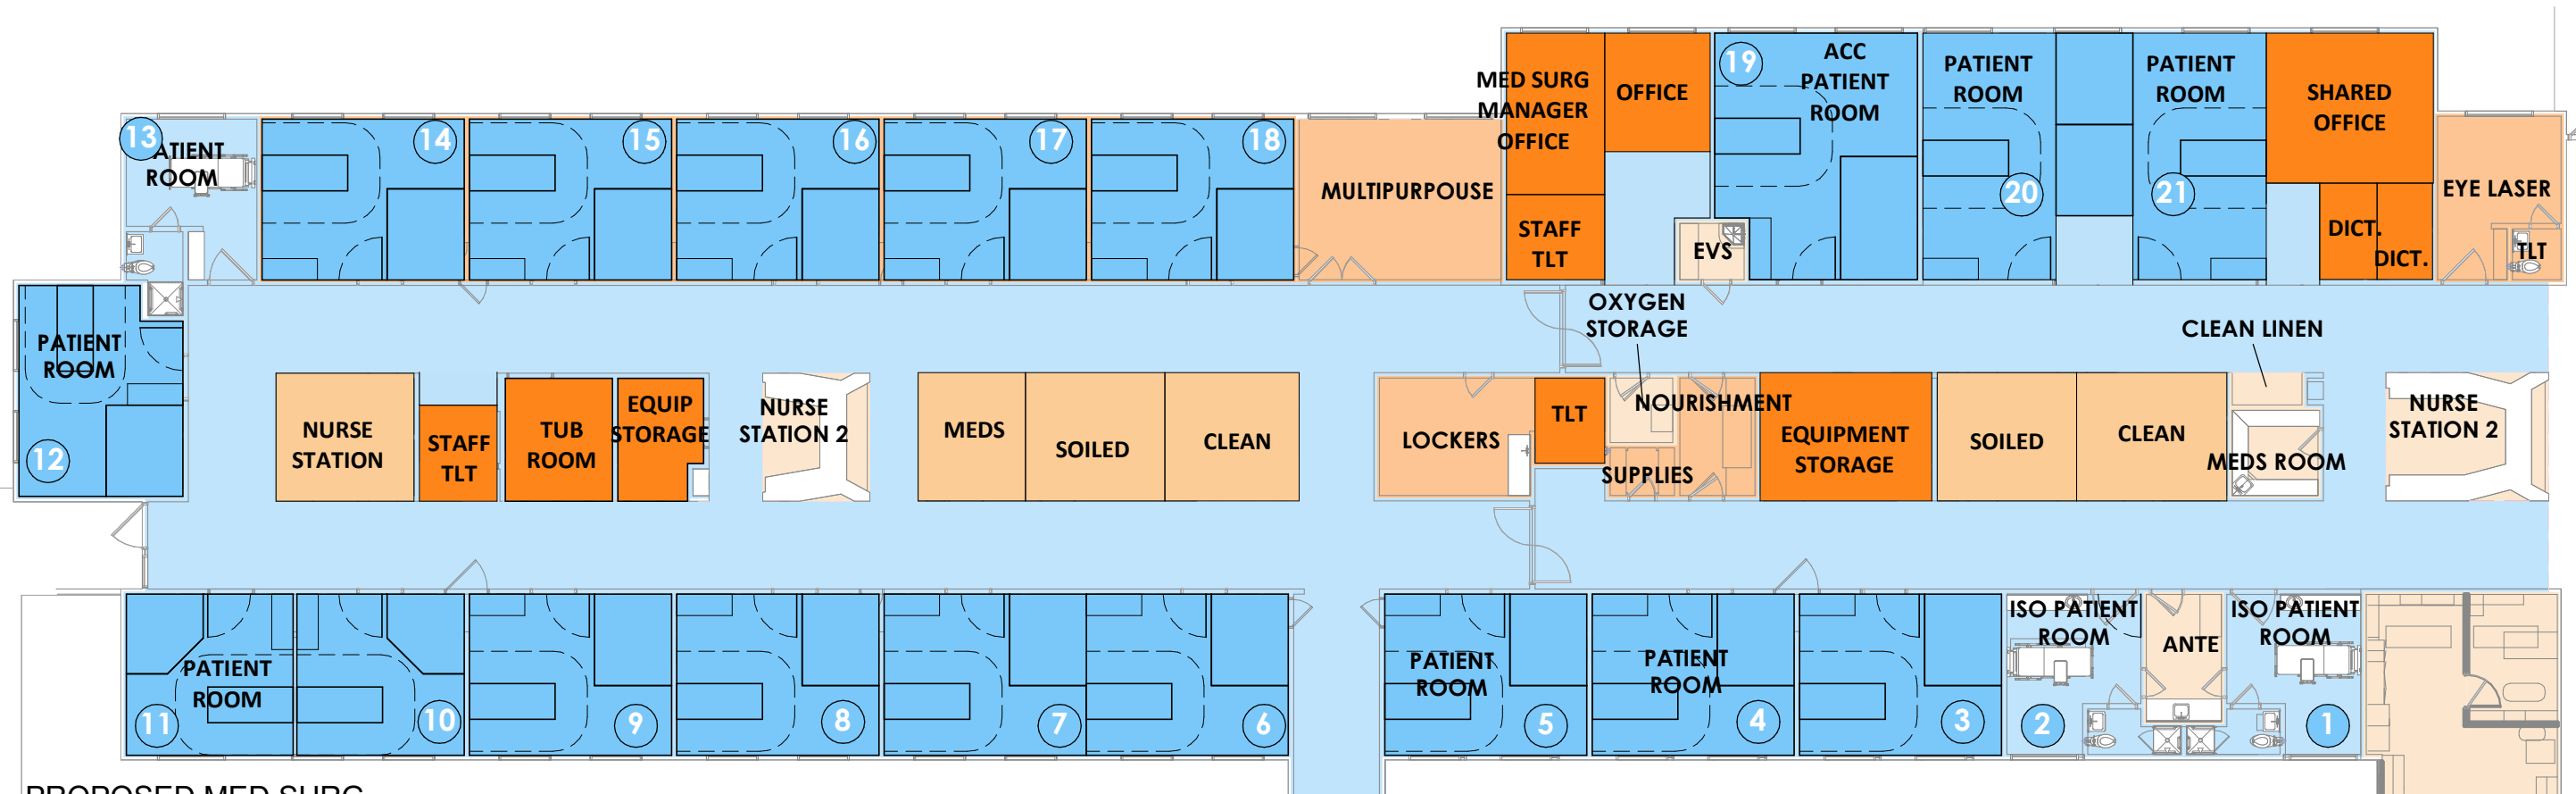 MED SURG
MANAGER
OFFICE
OFFICE
19
ACC
PATIENT
ROOM
PATIENT
ROOM
20
PATIENT
ROOM
21
SHARED
OFFICE
13
PATIENT
ROOM
14
15
16
17
18
MULTIPURPOUSE
STAFF
TLT
EVS
DICT.
DICT.
EYE LASER
TLT
OXYGEN
STORAGE
CLEAN LINEN
PATIENT
ROOM
12
NURSE
STATION
STAFF
TLT
TUB
ROOM
EQUIP
STORAGE
NURSE
STATION 2
MEDS
SOILED
CLEAN
LOCKERS
TLT
NOURISHMENT
SUPPLIES
EQUIPMENT
STORAGE
SOILED
CLEAN
MEDS ROOM
NURSE
STATION 2
PATIENT
ROOM
11
10
9
8
7
6
PATIENT
ROOM
5
PATIENT
ROOM
4
3
ISO PATIENT
ROOM
2
ANTE
ISO PATIENT
ROOM
1
PROPOSED MED SURG